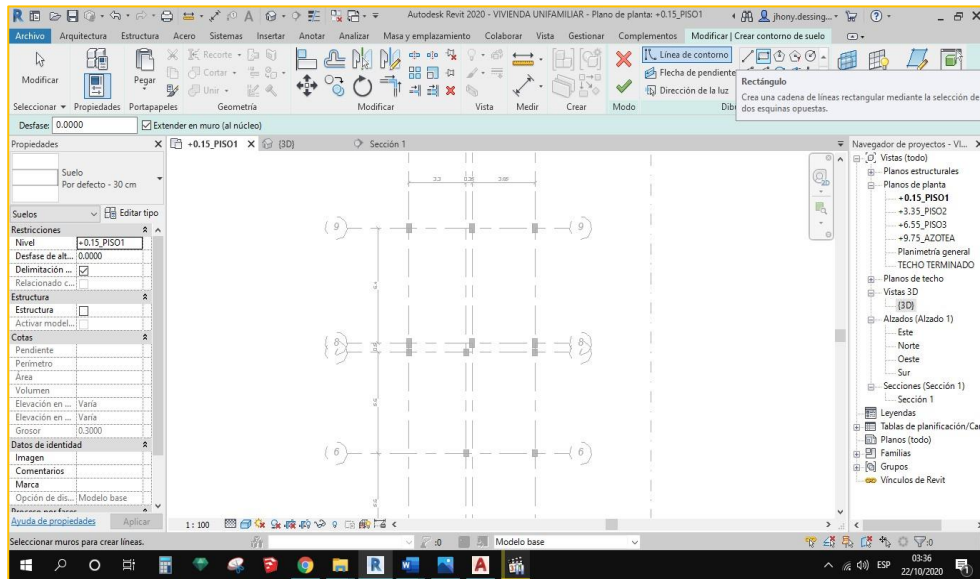 Autodesk Revit 2020 - VIVIENDA UNIFAMILIAR - Plano de planta: +0.15_PISO1
jhony.dessing...
Archivo Arquitectura Estructura Acero Sistemas Insertar Anotar Analizar Masa y emplazamiento Colaborar Vista Gestionar Complementos Modificar | Crear contorno de suelo
Modificar
Pegar
Recorte
Cortar
Unir
Línea de contorno
Flecha de pendiente
Dirección de la luz
Seleccionar Propiedades Portapapeles Geometría Modificar Vista Medir Crear Modo
Rectángulo
Crea una cadena de líneas rectangular mediante la selección de
dos esquinas opuestas.
Desfase: 0.0000 Extender en muro (al núcleo)
Propiedades
+0.15_PISO1
{3D}
Sección 1
Suelo
Por defecto - 30 cm
Suelos
Editar tipo
Restricciones
Nivel +0.15_PISO1
Desfase de alt... 0.0000
Delimitación ...
Relacionado c...
Estructura
Estructura
Activar model...
Cotas
Pendiente
Perímetro
Área
Volumen
Elevación en ... Varía
Elevación en ... Varía
Grosor 0.3000
Datos de identidad
Imagen
Comentarios
Marca
Opción de dis... Modelo base
Proceso por fases
Ayuda de propiedades Aplicar
9 9
8 8
6 6
2D
1 : 100
Navegador de proyectos - VI...
Vistas (todo)
Planos estructurales
Planos de planta
+0.15_PISO1
+3.35_PISO2
+6.55_PISO3
+9.75_AZOTEA
Planimetría general
TECHO TERMINADO
Planos de techo
Vistas 3D
{3D}
Alzados (Alzado 1)
Este
Norte
Oeste
Sur
Secciones (Sección 1)
Sección 1
Leyendas
Tablas de planificación/Ca
Planos (todo)
Familias
Grupos
Vínculos de Revit
Seleccionar muros para crear líneas.
:0
Modelo base
:0
ESP
03:36
22/10/2020